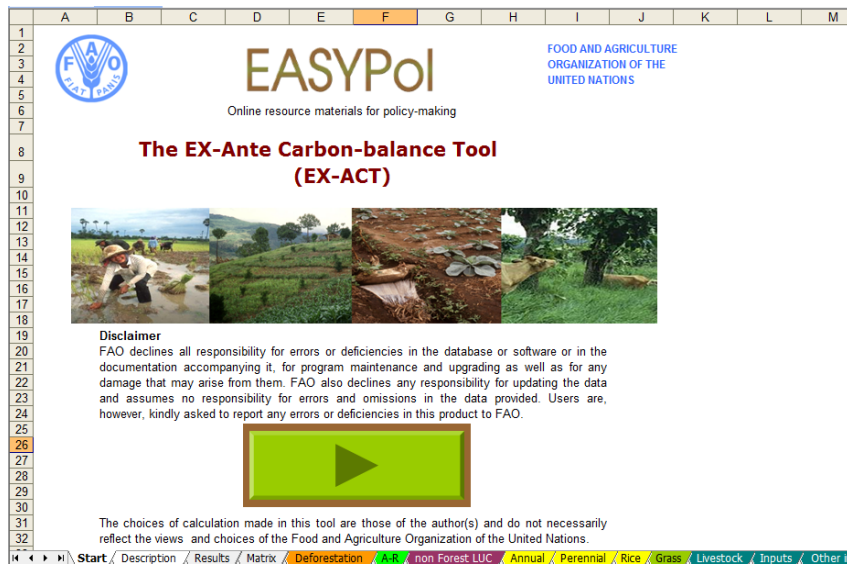 A B C D E F G H I J K L M
1
2
3
4
5
6
7
8
9
10
11
12
13
14
15
16
17
18
19
20
21
22
23
24
25
26
27
28
29
30
31
32
FAO
FIAT PANIS
EASYPol
FOOD AND AGRICULTURE
ORGANIZATION OF THE
UNITED NATIONS
Online resource materials for policy-making
The EX-Ante Carbon-balance Tool
(EX-ACT)
Disclaimer
FAO declines all responsibility for errors or deficiencies in the database or software or in the
documentation accompanying it, for program maintenance and upgrading as well as for any
damage that may arise from them. FAO also declines any responsibility for updating the data
and assumes no responsibility for errors and omissions in the data provided. Users are,
however, kindly asked to report any errors or deficiencies in this product to FAO.
The choices of calculation made in this tool are those of the author(s) and do not necessarily
reflect the views and choices of the Food and Agriculture Organization of the United Nations.
Start Description Results Matrix Deforestation A-R non Forest LUC Annual Perennial Rice Grass Livestock Inputs Other